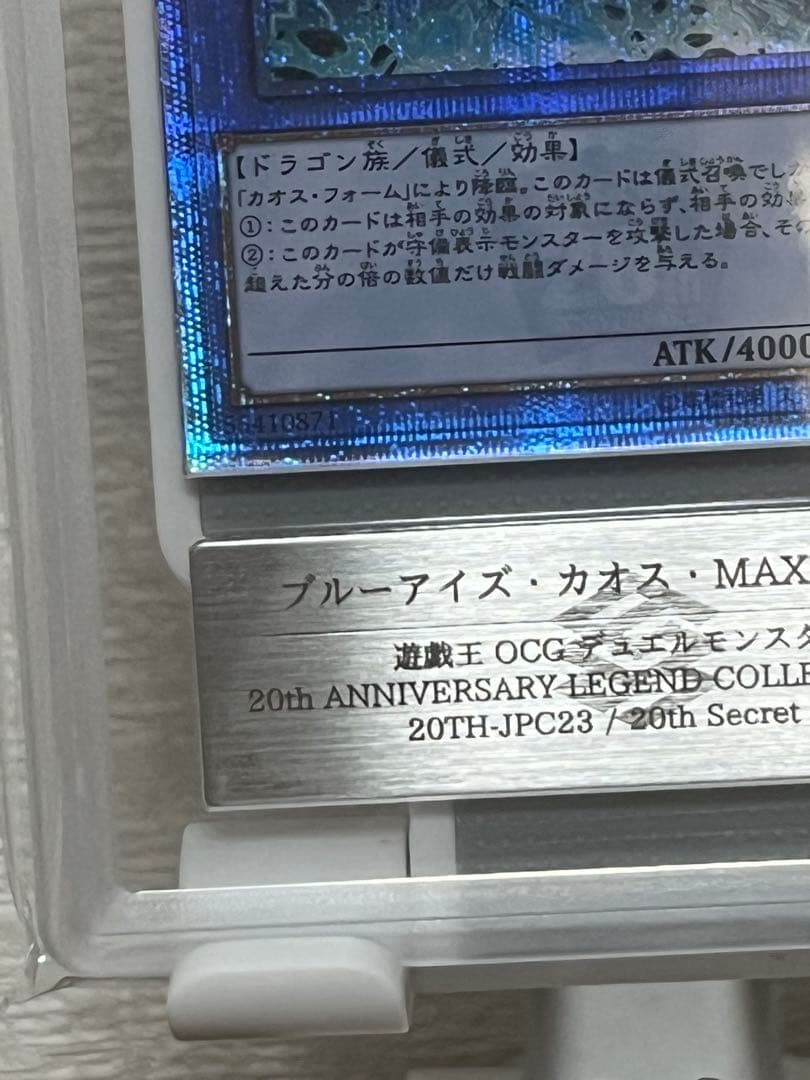 【ドラゴン族／儀式／効果】
「カオス・フォーム」により降臨。このカードは儀式召喚でしか
①：このカードは相手の効果の対象にならず、相手の効果
②：このカードが守備表示モンスターを攻撃した場合、その
超えた分の倍の数値だけ戦闘ダメージを与える。
ATK/4000
55410871
ブルーアイズ・カオス・MAX
遊戯王 OCG デュエルモンスタ
20th ANNIVERSARY LEGEND COLLE
20TH-JPC23 / 20th Secret